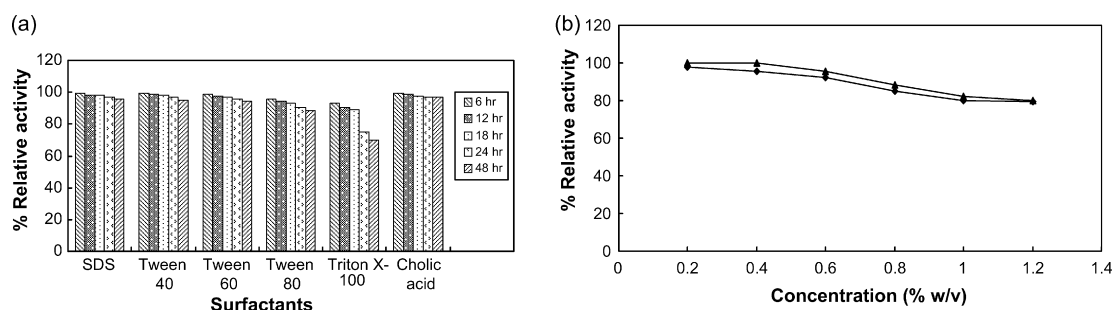 (a)
120
100
80
60
40
20
0
% Relative activity
SDS Tween 40 Tween 60 Tween 80 Triton X-100 Cholic acid
Surfactants
6 hr
12 hr
18 hr
24 hr
48 hr
(b)
120
100
80
60
40
20
0
% Relative activity
0 0.2 0.4 0.6 0.8 1 1.2 1.4
Concentration (% w/v)